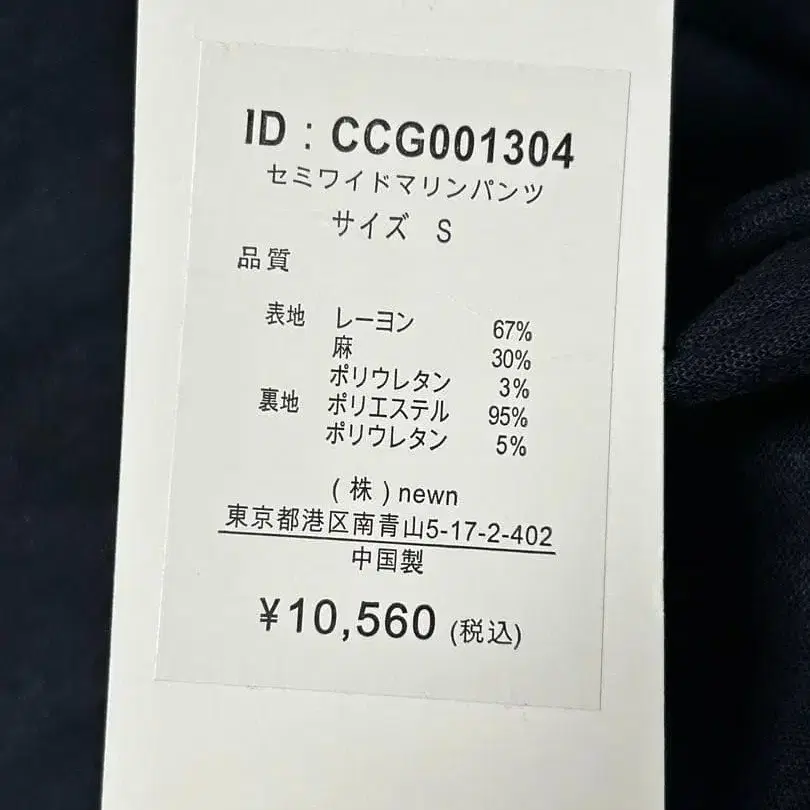 ID：CCG001304
セミワイドマリンパンツ
サイズ S
品質
表地 レーヨン 67%
麻 30%
ポリウレタン 3%
裏地 ポリエステル 95%
ポリウレタン 5%
(株)newn
東京都港区南青山5-17-2-402
中国製
¥10,560 (税込)